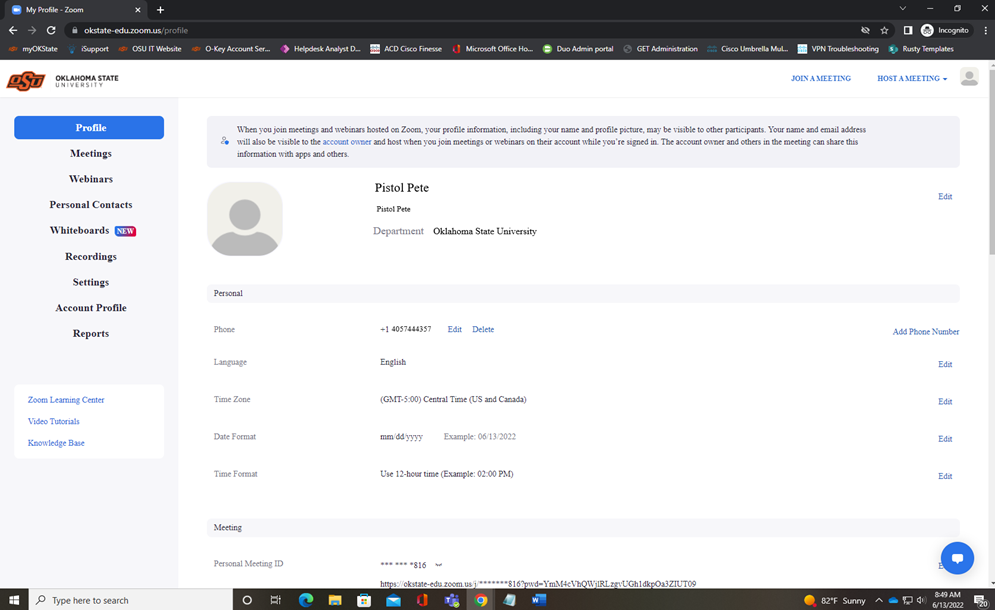 My Profile - Zoom
okstate-edu.zoom.us/profile
Incognito
myOKState
iSupport
OSU IT Website
O-Key Account Ser...
Helpdesk Analyst D...
ACD Cisco Finesse
Microsoft Office Ho...
Duo Admin portal
GET Administration
Cisco Umbrella Mul...
VPN Troubleshooting
Rusty Templates
OSU
OKLAHOMA STATE
UNIVERSITY
JOIN A MEETING
HOST A MEETING
Profile
Meetings
Webinars
Personal Contacts
Whiteboards NEW
Recordings
Settings
Account Profile
Reports
Zoom Learning Center
Video Tutorials
Knowledge Base
When you join meetings and webinars hosted on Zoom, your profile information, including your name and profile picture, may be visible to other participants. Your name and email address
will also be visible to the account owner and host when you join meetings or webinars on their account while you're signed in. The account owner and others in the meeting can share this
information with apps and others.
Pistol Pete
Edit
Pistol Pete
Department Oklahoma State University
Personal
Phone +1 4057444357 Edit Delete Add Phone Number
Language English Edit
Time Zone (GMT-5:00) Central Time (US and Canada) Edit
Date Format mm/dd/yyyy Example: 06/13/2022 Edit
Time Format Use 12-hour time (Example: 02:00 PM) Edit
Meeting
Personal Meeting ID *** *** *816
https://okstate-edu.zoom.us/j/*******816?pwd=YmM4cVhQWjlRLzgvUGh1dkpOa3ZIUT09
Type here to search
82°F Sunny
8:49 AM
6/13/2022
20